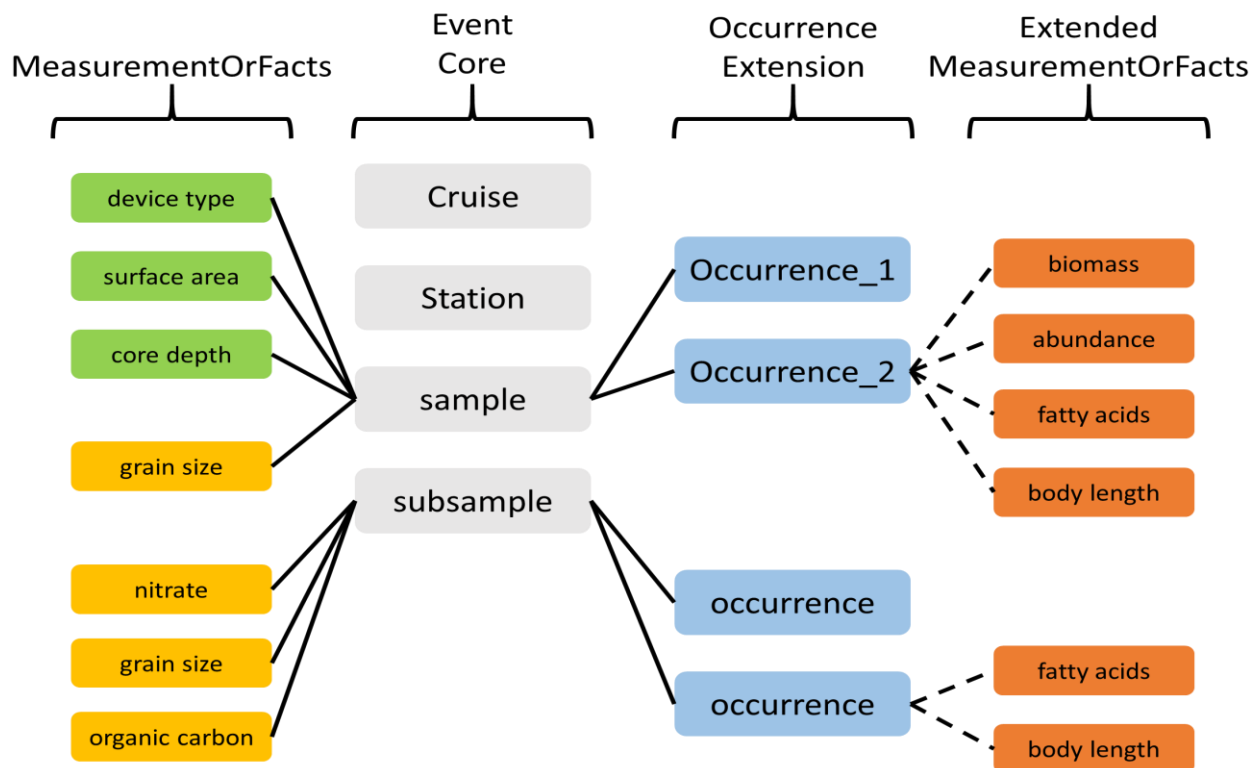 MeasurementOrFacts
Event
Core
Occurrence
Extension
Extended
MeasurementOrFacts
device type
surface area
core depth
grain size
nitrate
grain size
organic carbon
Cruise
Station
sample
subsample
Occurrence_1
Occurrence_2
occurrence
occurrence
biomass
abundance
fatty acids
body length
fatty acids
body length